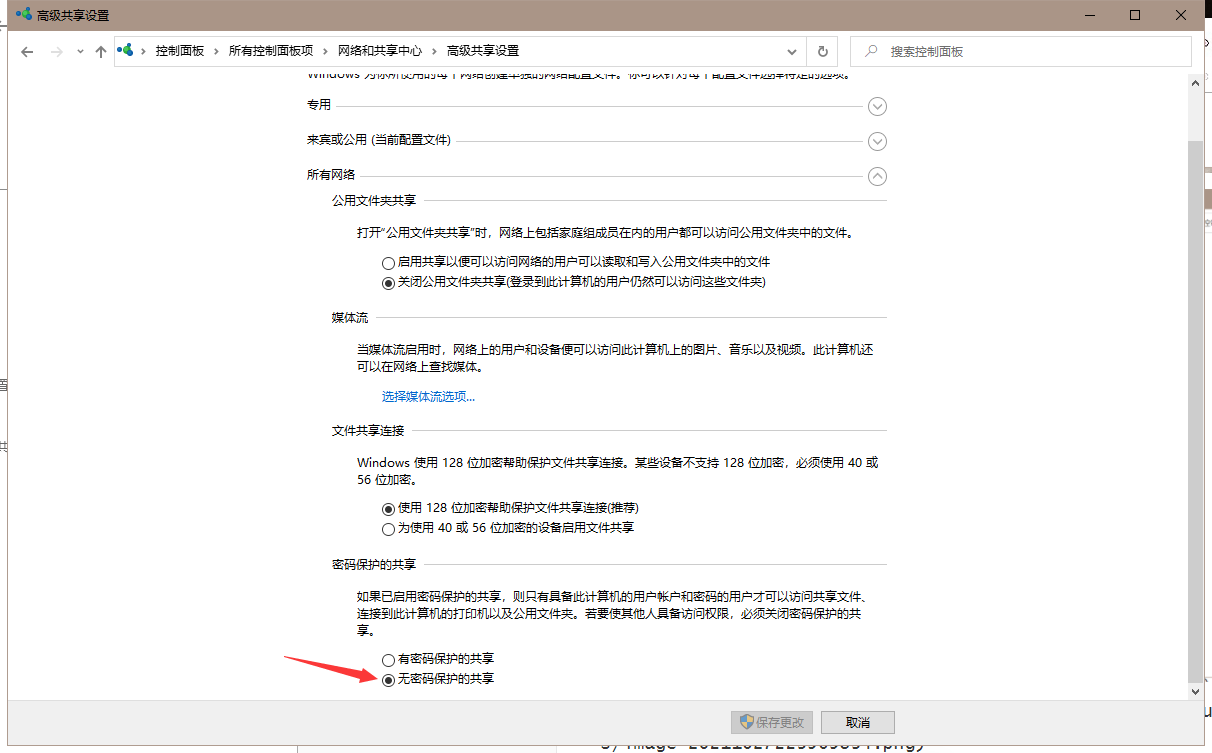 高级共享设置
控制面板 › 所有控制面板项 › 网络和共享中心 › 高级共享设置
搜索控制面板
Windows 为你所使用的每个网络创建单独的网络配置文件。你可以针对每个配置文件选择特定的选项。
专用
来宾或公用 (当前配置文件)
所有网络
公用文件夹共享
打开“公用文件夹共享”时，网络上包括家庭组成员在内的用户都可以访问公用文件夹中的文件。
启用共享以便可以访问网络的用户可以读取和写入公用文件夹中的文件
关闭公用文件夹共享(登录到此计算机的用户仍然可以访问这些文件夹)
媒体流
当媒体流启用时，网络上的用户和设备便可以访问此计算机上的图片、音乐以及视频。此计算机还
可以在网络上查找媒体。
选择媒体流选项...
文件共享连接
Windows 使用 128 位加密帮助保护文件共享连接。某些设备不支持 128 位加密，必须使用 40 或
56 位加密。
使用 128 位加密帮助保护文件共享连接(推荐)
为使用 40 或 56 位加密的设备启用文件共享
密码保护的共享
如果已启用密码保护的共享，则只有具备此计算机的用户帐户和密码的用户才可以访问共享文件、
连接到此计算机的打印机以及公用文件夹。若要使其他人具备访问权限，必须关闭密码保护的共
享。
有密码保护的共享
无密码保护的共享
保存更改
取消